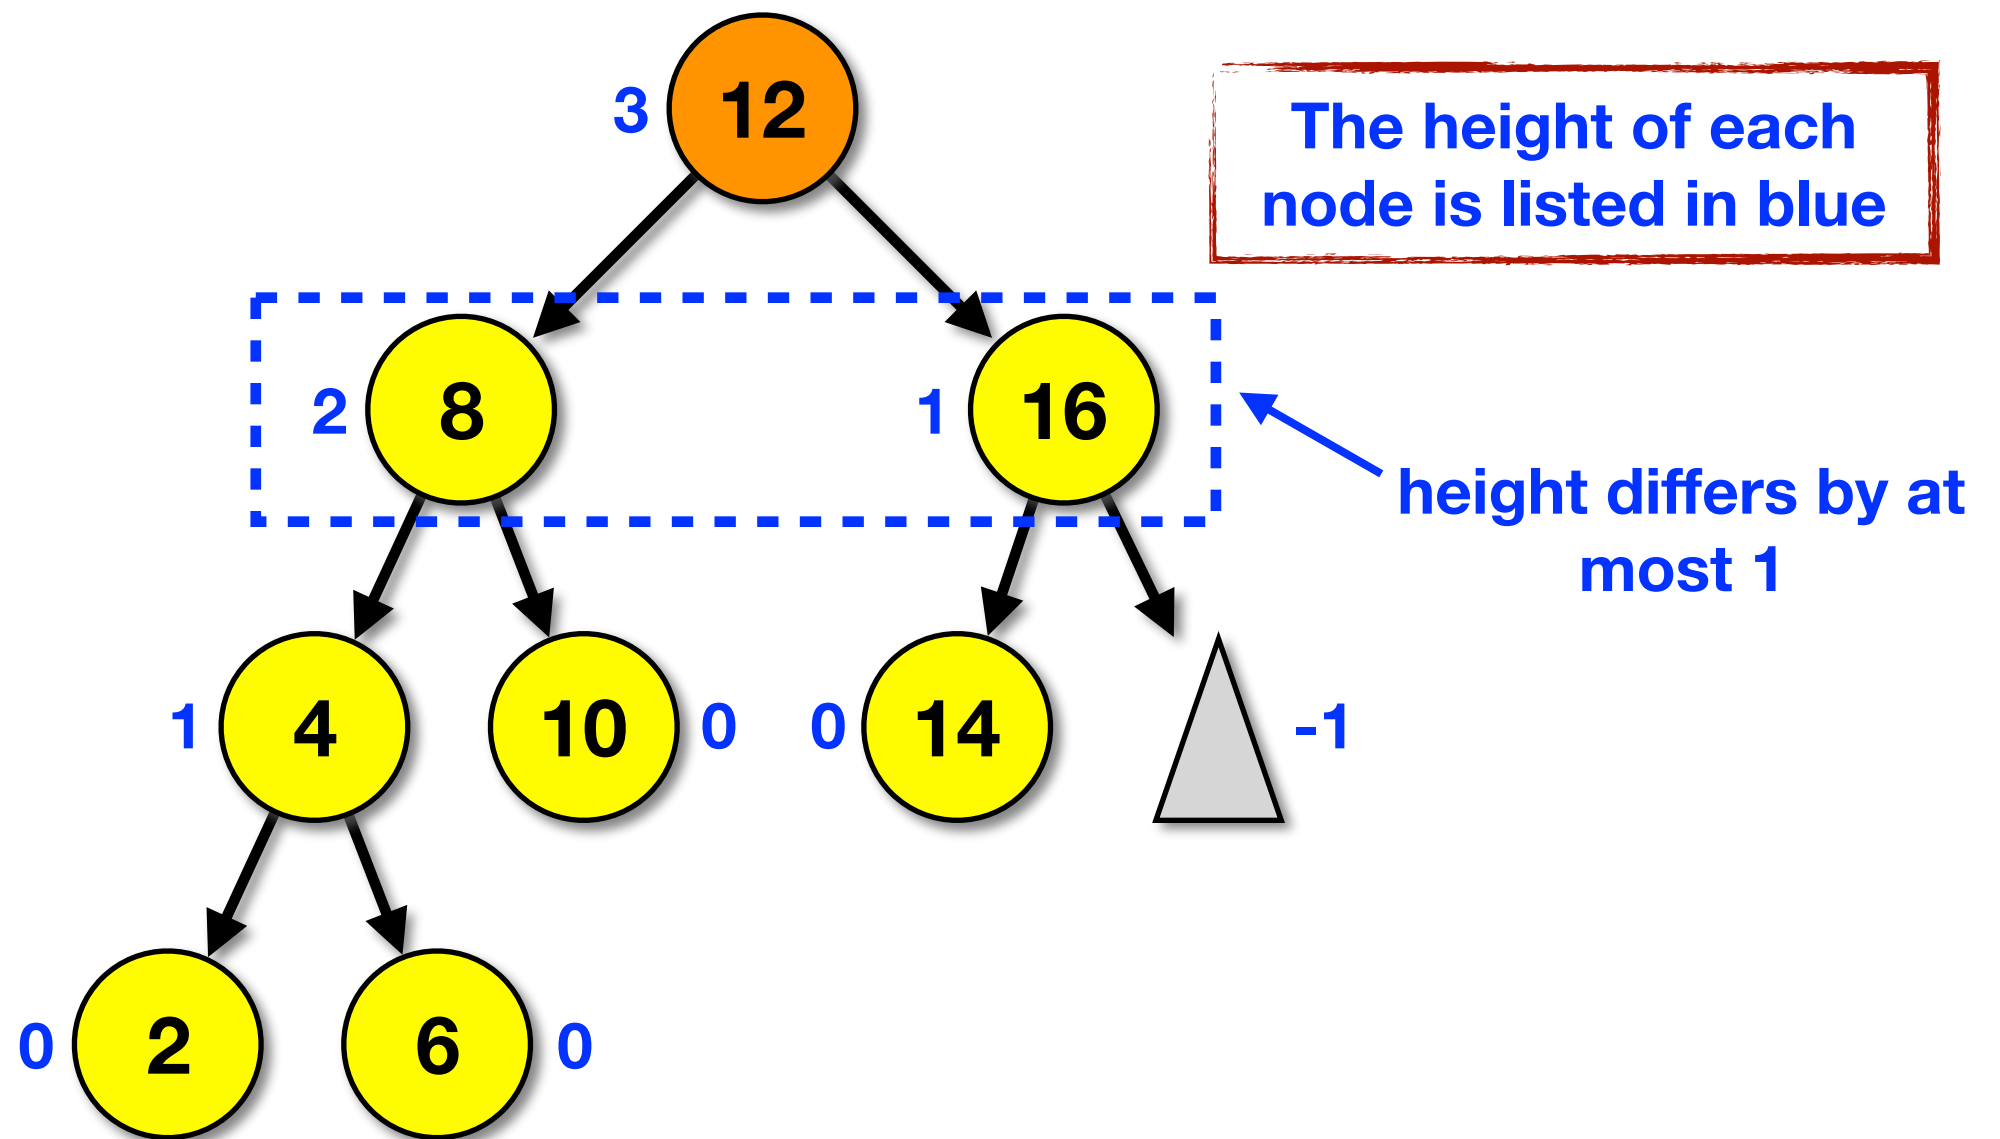 3 12
The height of each
node is listed in blue
2 8 1 16
height differs by at
most 1
1 4 10 0 0 14 -1
0 2 6 0